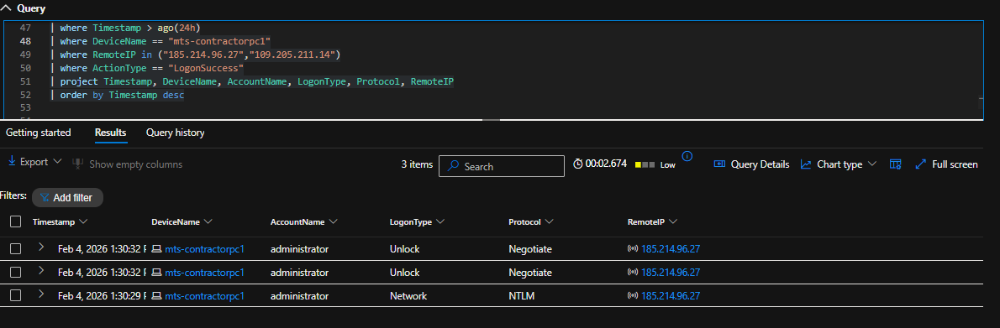 Query
47 | where Timestamp > ago(24h)
48 | where DeviceName == "mts-contractorpc1"
49 | where RemoteIP in ("185.214.96.27","109.205.211.14")
50 | where ActionType == "LogonSuccess"
51 | project Timestamp, DeviceName, AccountName, LogonType, Protocol, RemoteIP
52 | order by Timestamp desc
53
Getting started Results Query history
Export Show empty columns 3 items Search 00:02.674 Low Query Details Chart type Full screen
Filters: Add filter
Timestamp DeviceName AccountName LogonType Protocol RemoteIP
Feb 4, 2026 1:30:32 mts-contractorpc1 administrator Unlock Negotiate 185.214.96.27
Feb 4, 2026 1:30:32 mts-contractorpc1 administrator Unlock Negotiate 185.214.96.27
Feb 4, 2026 1:30:29 mts-contractorpc1 administrator Network NTLM 185.214.96.27